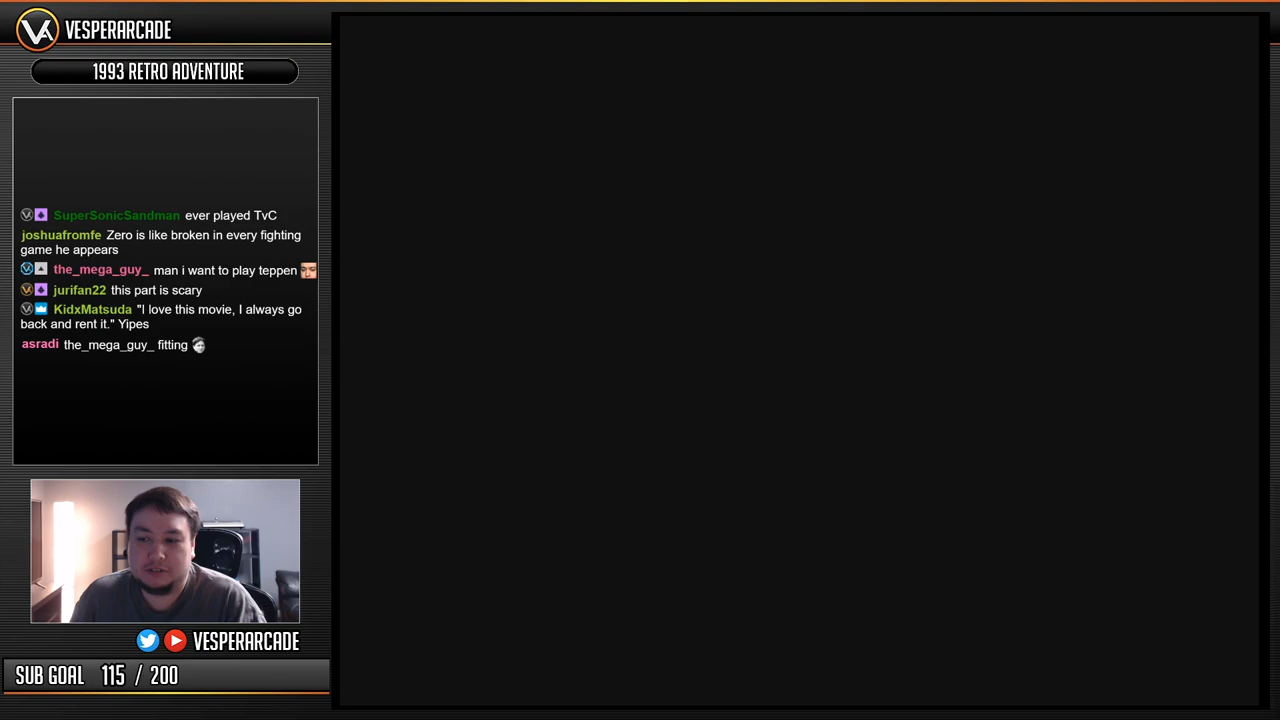 VA VESPERARCADE
1993 RETRO ADVENTURE
SuperSonicSandman ever played TvC
joshuafromfe Zero is like broken in every fighting
game he appears
the_mega_guy_ man i want to play teppen
jurifan22 this part is scary
KidxMatsuda "I love this movie, I always go
back and rent it." Yipes
asradi the_mega_guy_ fitting
VESPERARCADE
SUB GOAL 115 / 200